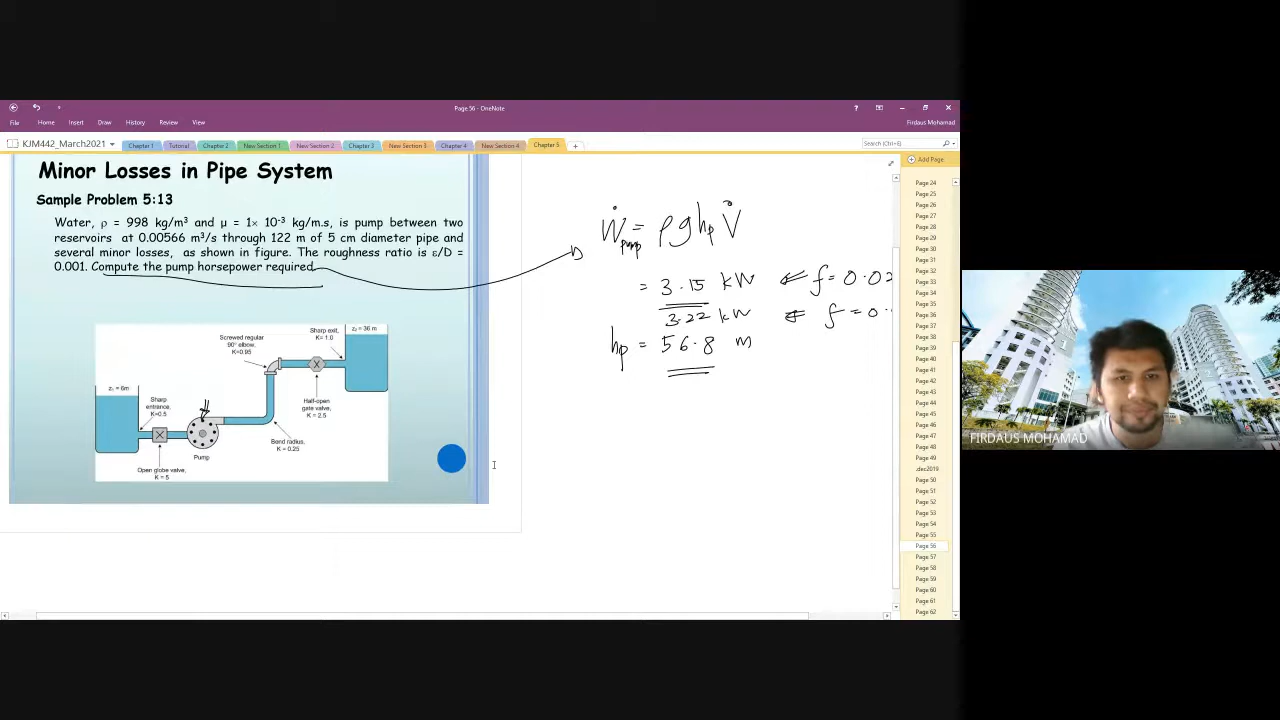 Page 56 - OneNote
?
File
Home
Insert
Draw
History
Review
View
Firdaus Mohamad
KJM442_March2021
Chapter 1
Tutorial
Chapter 2
New Section 1
New Section 2
Chapter 3
New Section 3
Chapter 4
New Section 4
Chapter 5
+
Search (Ctrl+E)
Add Page
Minor Losses in Pipe System
Sample Problem 5:13
Water, ρ = 998 kg/m³ and μ = 1× 10⁻³ kg/m.s, is pump between two
reservoirs at 0.00566 m³/s through 122 m of 5 cm diameter pipe and
several minor losses, as shown in figure. The roughness ratio is ε/D =
0.001. Compute the pump horsepower required.
Sharp exit,
K= 1.0
z₂ = 36 m
Screwed regular
90° elbow,
K=0.95
z₁ = 6m
Sharp
entrance,
K=0.5
Half-open
gate valve,
K = 2.5
Bend radius,
K = 0.25
Pump
Open globe valve,
K = 5
Ẇpump = ρ g hp V̇
= 3.15 kW ⇐ f = 0.02
3.22 kW ⇐ f = 0.
hp = 56.8 m
Page 24
Page 25
Page 26
Page 27
Page 28
Page 29
Page 30
Page 31
Page 32
Page 33
Page 34
Page 35
Page 36
Page 37
Page 38
Page 39
Page 40
Page 41
Page 42
Page 43
Page 44
Page 45
Page 46
Page 47
Page 48
Page 49
.dec2019
Page 50
Page 51
Page 52
Page 53
Page 54
Page 55
Page 56
Page 57
Page 58
Page 59
Page 60
Page 61
Page 62
FIRDAUS MOHAMAD